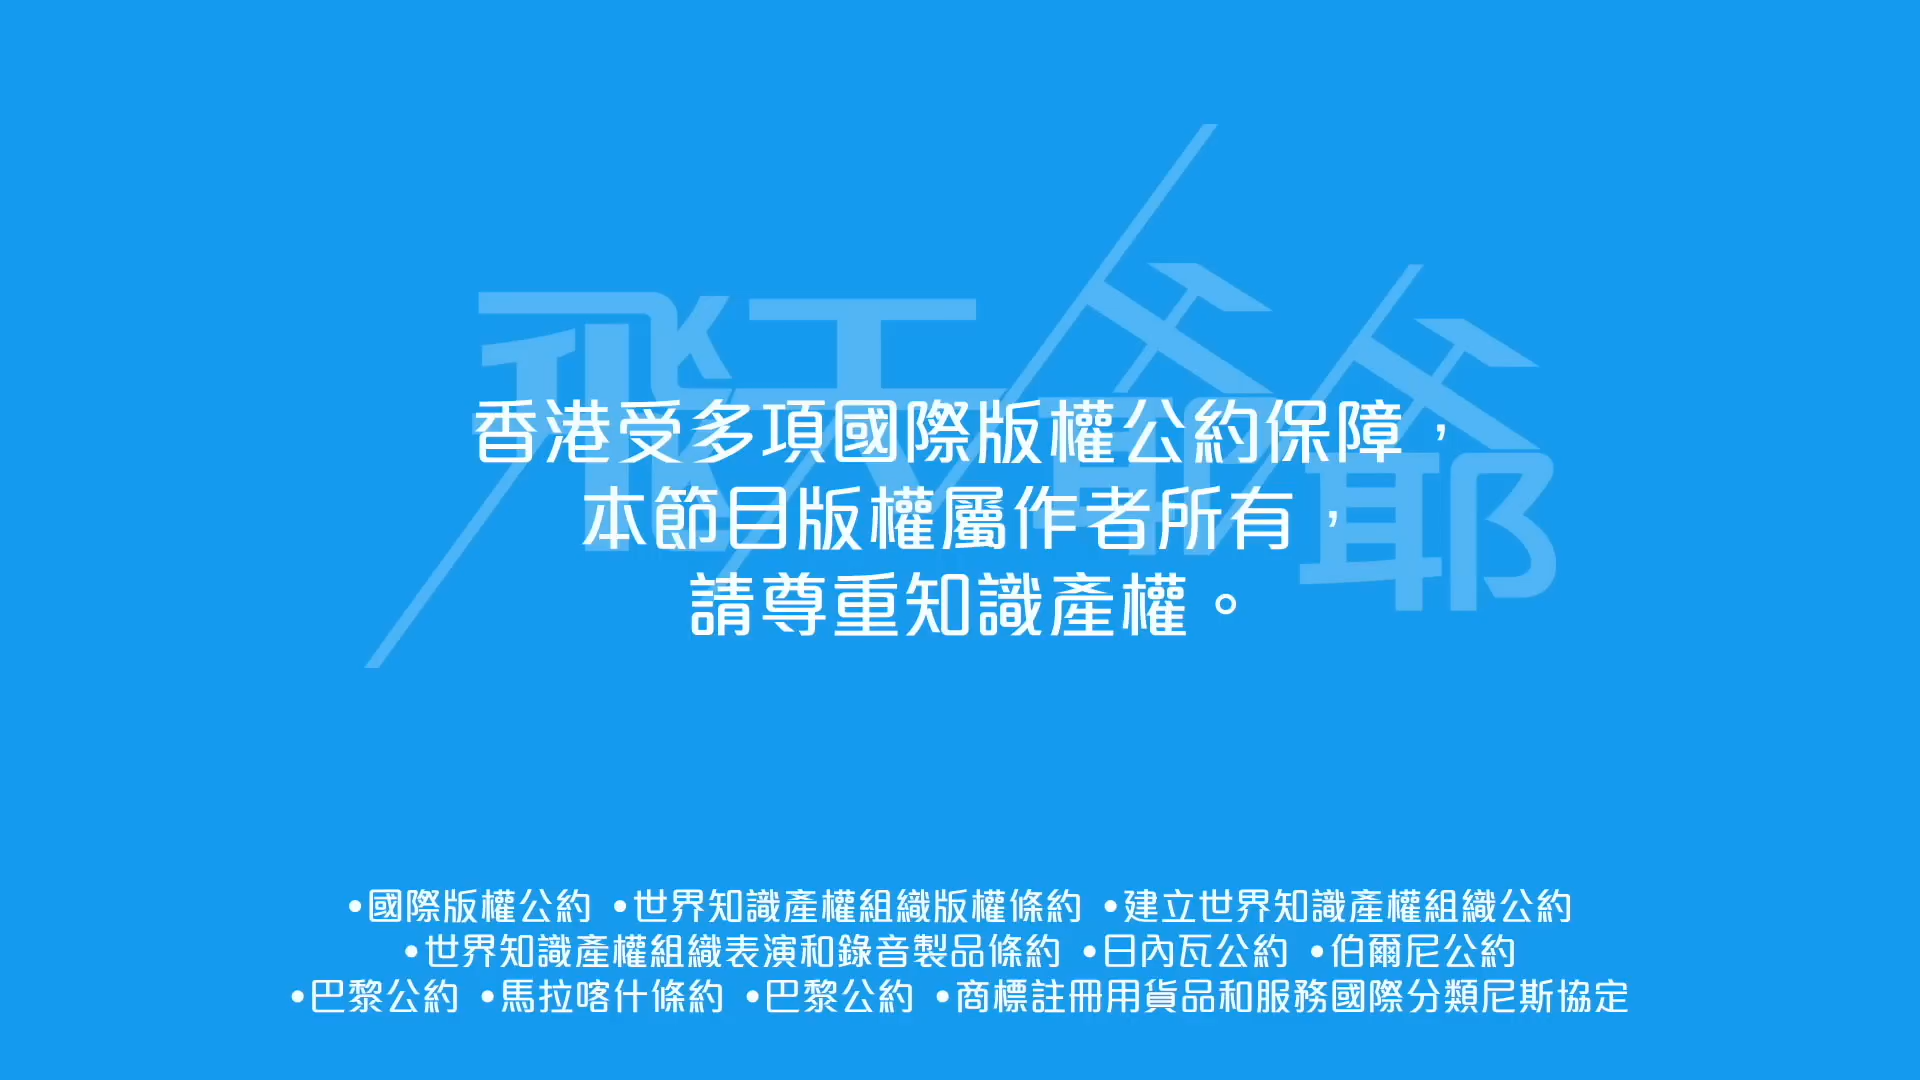 飛天爺爺
香港受多項國際版權公約保障，
本節目版權屬作者所有，
請尊重知識產權。
•國際版權公約 •世界知識產權組織版權條約 •建立世界知識產權組織公約
•世界知識產權組織表演和錄音製品條約 •日內瓦公約 •伯爾尼公約
•巴黎公約 •馬拉喀什條約 •巴黎公約 •商標註冊用貨品和服務國際分類尼斯協定